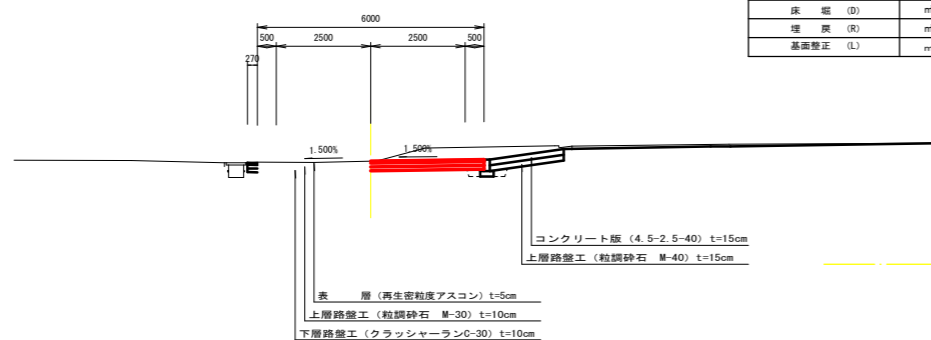 床　堀　(D)　m
埋　戻　(R)　m
基面整正　(L)　m
6000
500 2500 2500 500
270
1.500% 1.500%
コンクリート版（4.5-2.5-40）t=15cm
上層路盤工（粒調砕石　M-40）t=15cm
表　　層（再生密粒度アスコン）t=5cm
上層路盤工（粒調砕石　M-30）t=10cm
下層路盤工（クラッシャーランC-30）t=10cm